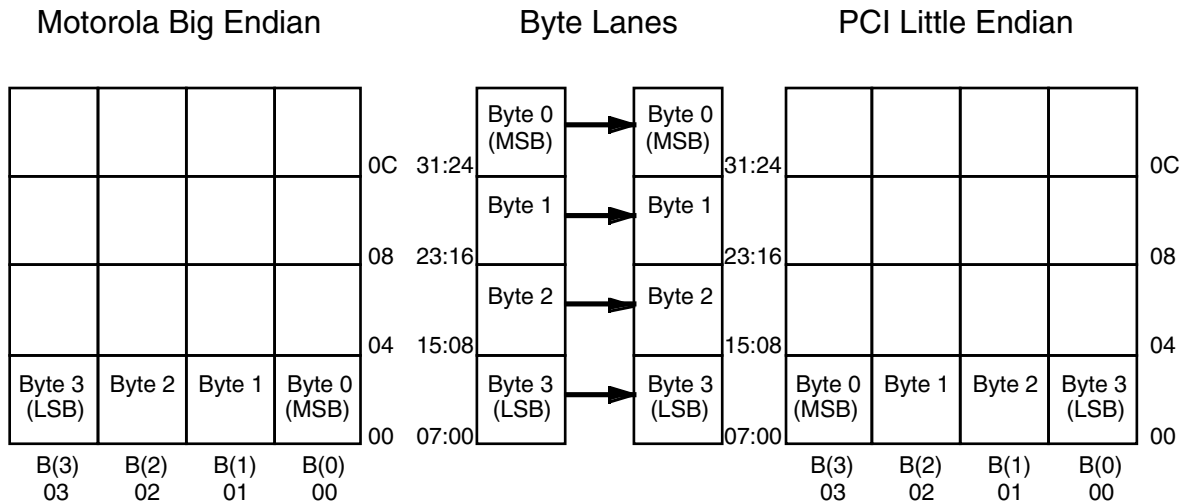 Motorola Big Endian
Byte Lanes
PCI Little Endian
Byte 0 (MSB)
Byte 0 (MSB)
0C
31:24
31:24
0C
Byte 1
Byte 1
08
23:16
23:16
08
Byte 2
Byte 2
04
15:08
15:08
04
Byte 3 (LSB)
Byte 2
Byte 1
Byte 0 (MSB)
Byte 3 (LSB)
Byte 3 (LSB)
Byte 0 (MSB)
Byte 1
Byte 2
Byte 3 (LSB)
00
07:00
07:00
00
B(3)
B(2)
B(1)
B(0)
B(3)
B(2)
B(1)
B(0)
03
02
01
00
03
02
01
00